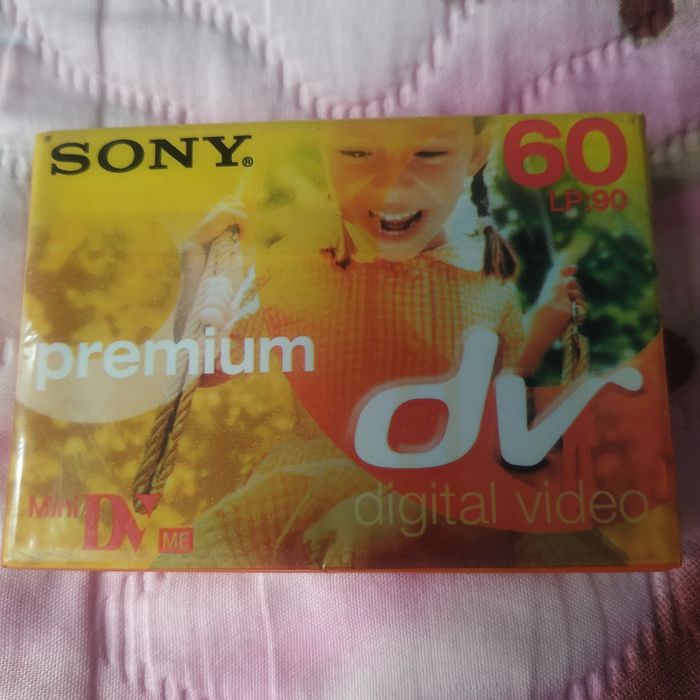 SONY®
60
LP:90
premium
dv
digital video
Mini DV ME